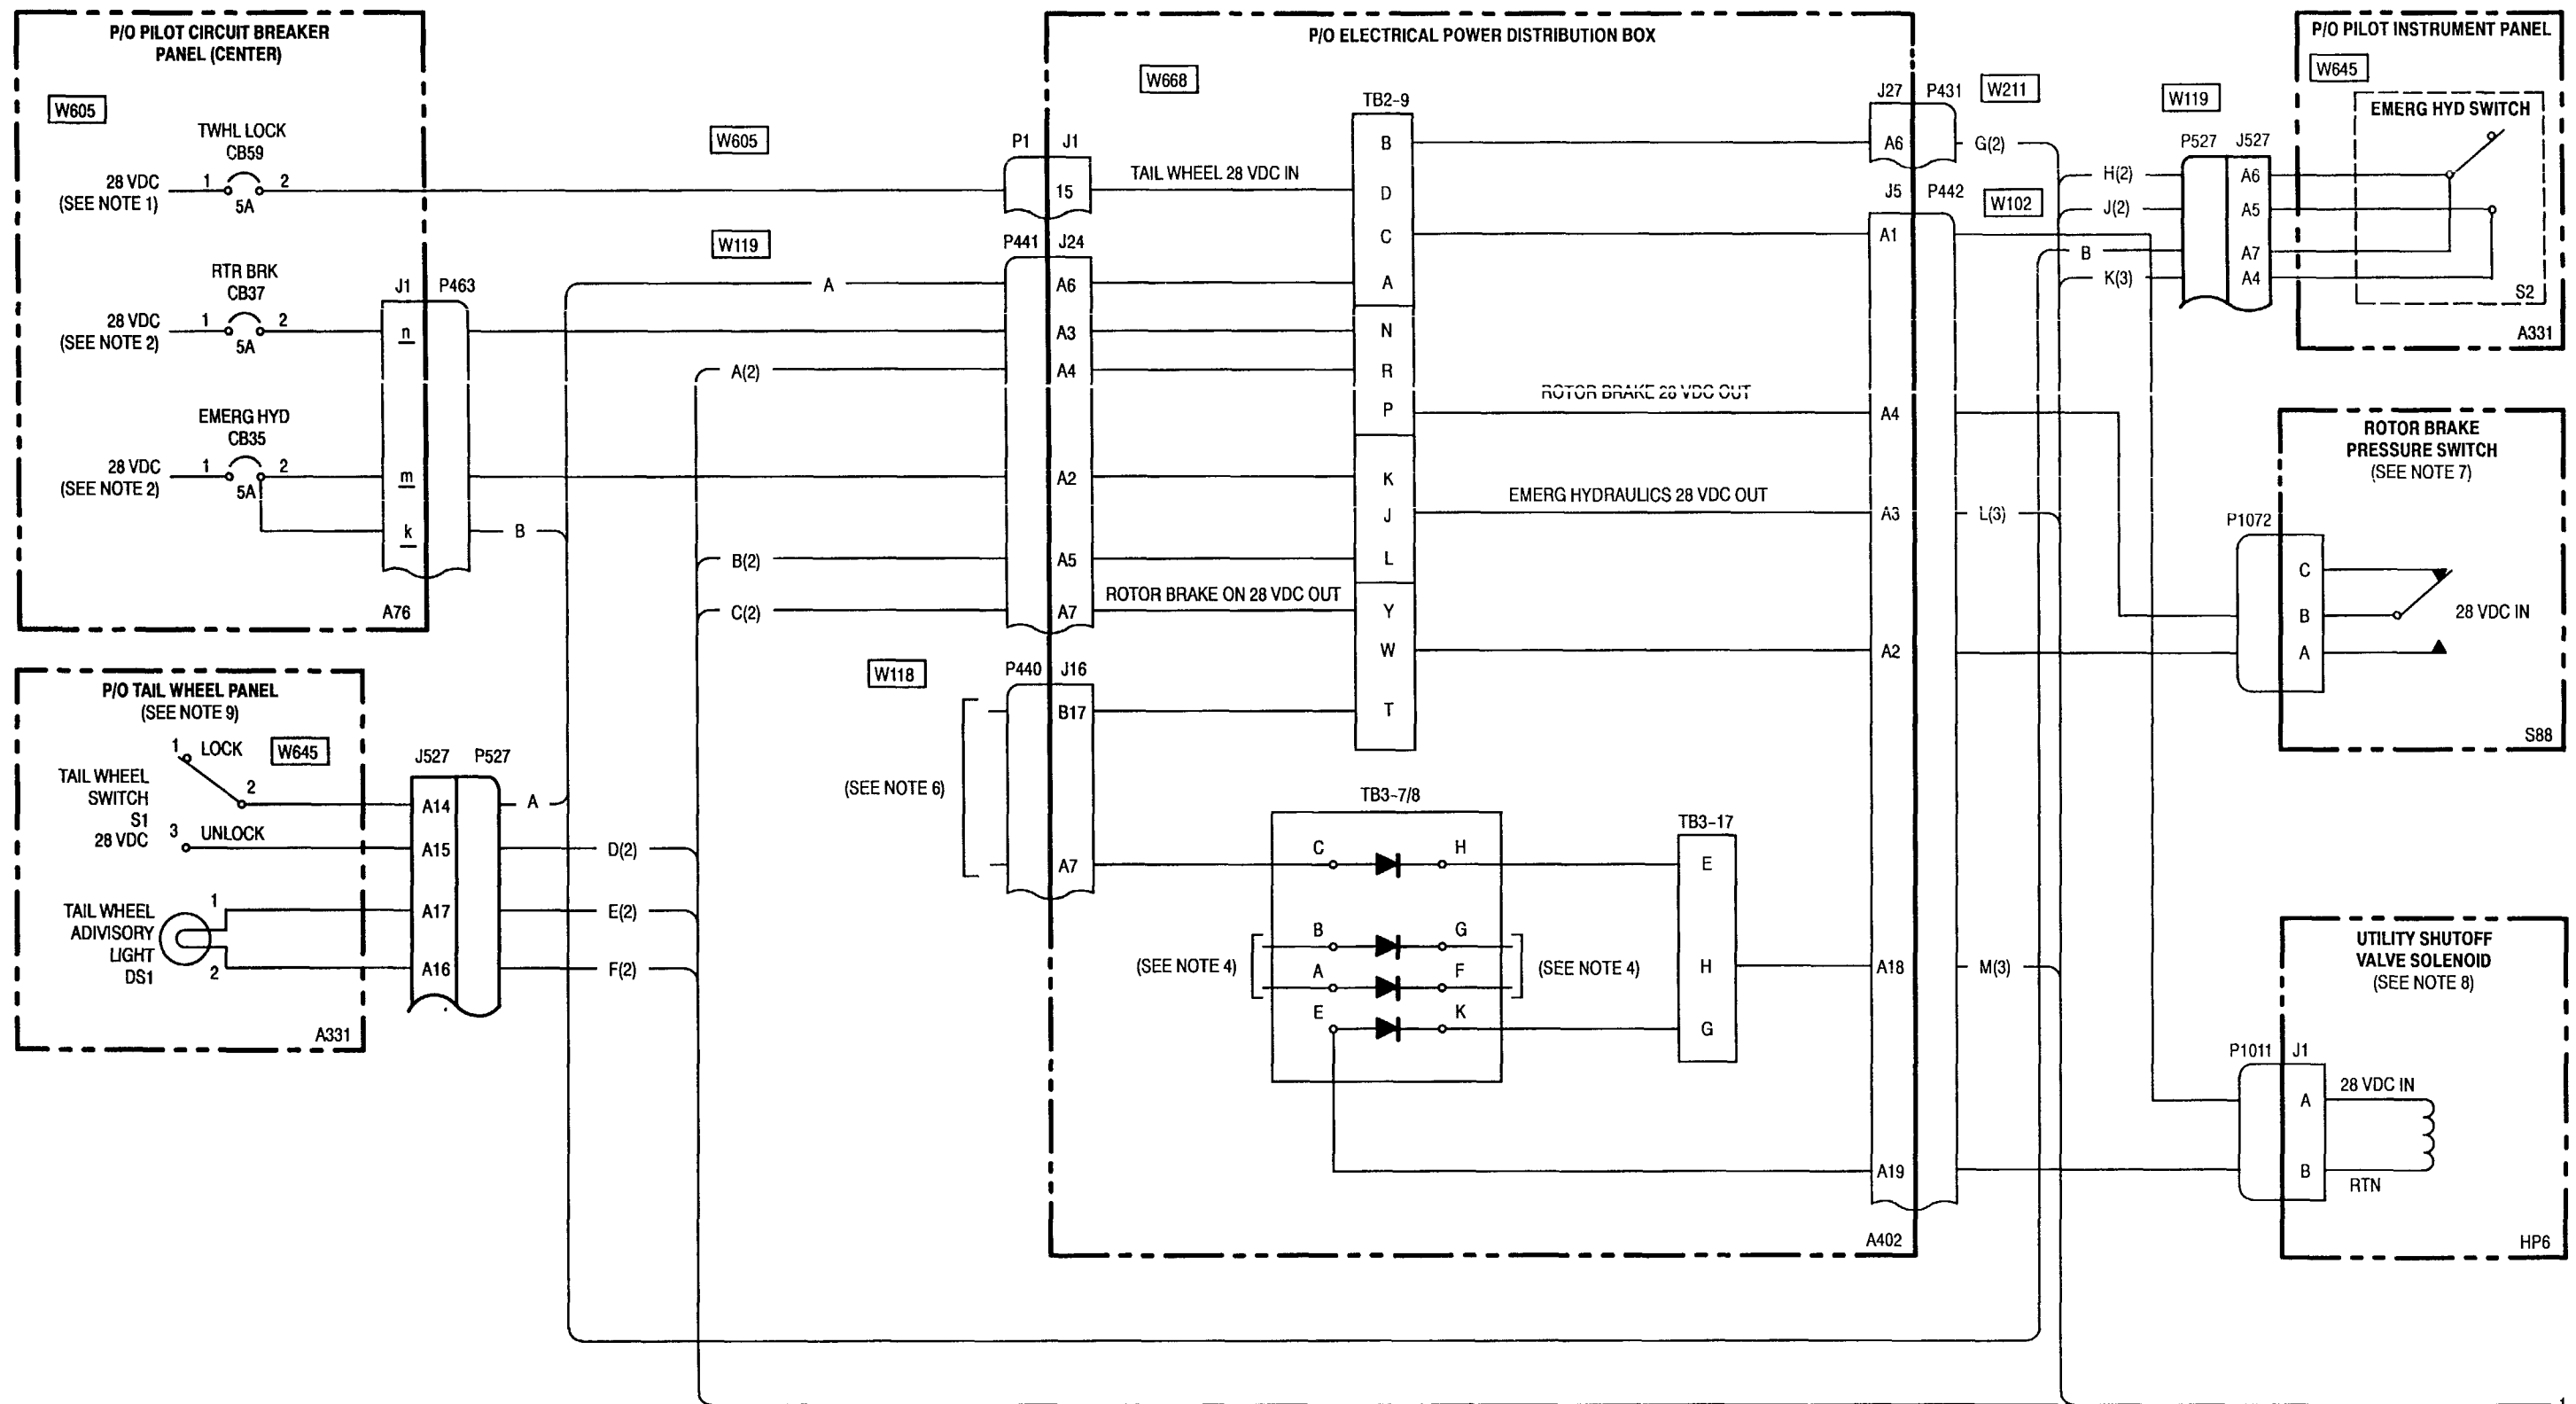 P/O PILOT CIRCUIT BREAKER
PANEL (CENTER)
W605
TWHL LOCK
CB59
28 VDC
(SEE NOTE 1)
1
2
5A
RTR BRK
CB37
28 VDC
(SEE NOTE 2)
1
2
5A
EMERG HYD
CB35
28 VDC
(SEE NOTE 2)
1
2
5A
J1
P463
n
m
k
B
A76
P/O TAIL WHEEL PANEL
(SEE NOTE 9)
W645
1
LOCK
2
TAIL WHEEL
SWITCH
S1
28 VDC
3
UNLOCK
TAIL WHEEL
ADIVISORY
LIGHT
DS1
1
2
A331
J527
P527
A14
A15
A17
A16
A
D(2)
E(2)
F(2)
W605
W119
A
A(2)
B(2)
C(2)
W118
(SEE NOTE 6)
P/O ELECTRICAL POWER DISTRIBUTION BOX
W668
P1
J1
15
TAIL WHEEL 28 VDC IN
P441
J24
A6
A3
A4
A2
A5
A7
ROTOR BRAKE ON 28 VDC OUT
P440
J16
B17
A7
TB2-9
B
D
C
A
N
R
P
K
J
L
Y
W
T
ROTOR BRAKE 28 VDC OUT
EMERG HYDRAULICS 28 VDC OUT
TB3-7/8
C
H
B
G
A
F
E
K
(SEE NOTE 4)
(SEE NOTE 4)
TB3-17
E
H
G
A402
J27
P431
A6
J5
P442
A1
A4
A3
A2
A18
A19
W211
G(2)
W102
L(3)
M(3)
W119
P527
J527
H(2)
J(2)
B
K(3)
A6
A5
A7
A4
P/O PILOT INSTRUMENT PANEL
W645
EMERG HYD SWITCH
S2
A331
ROTOR BRAKE
PRESSURE SWITCH
(SEE NOTE 7)
P1072
C
B
A
28 VDC IN
S88
UTILITY SHUTOFF
VALVE SOLENOID
(SEE NOTE 8)
P1011
J1
A
28 VDC IN
B
RTN
HP6